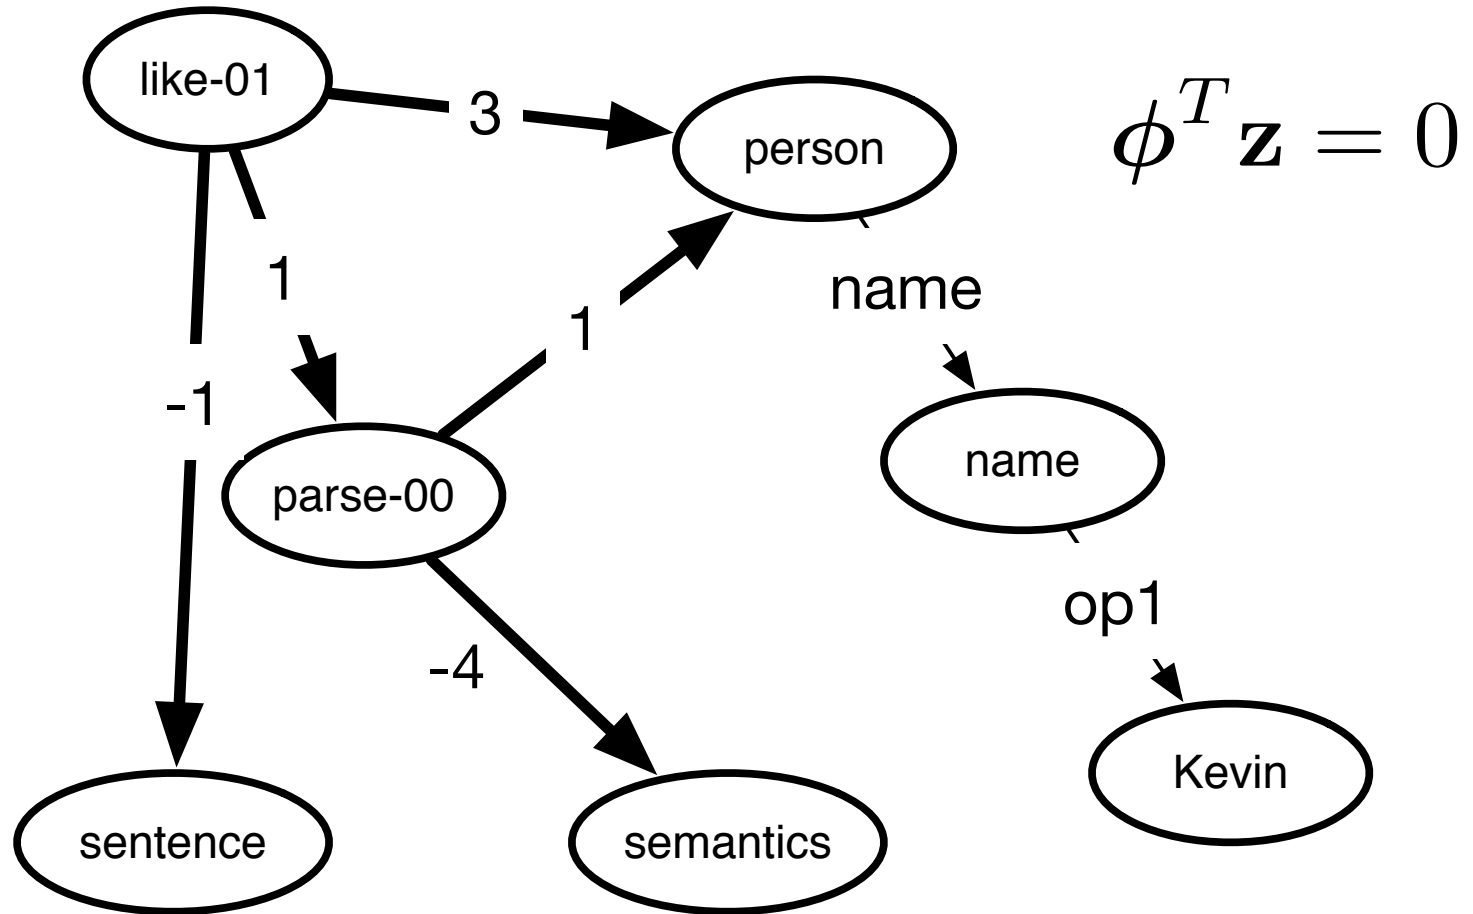 like-01
3
person
ϕ^T z = 0
1
name
1
-1
name
parse-00
op1
-4
Kevin
sentence
semantics